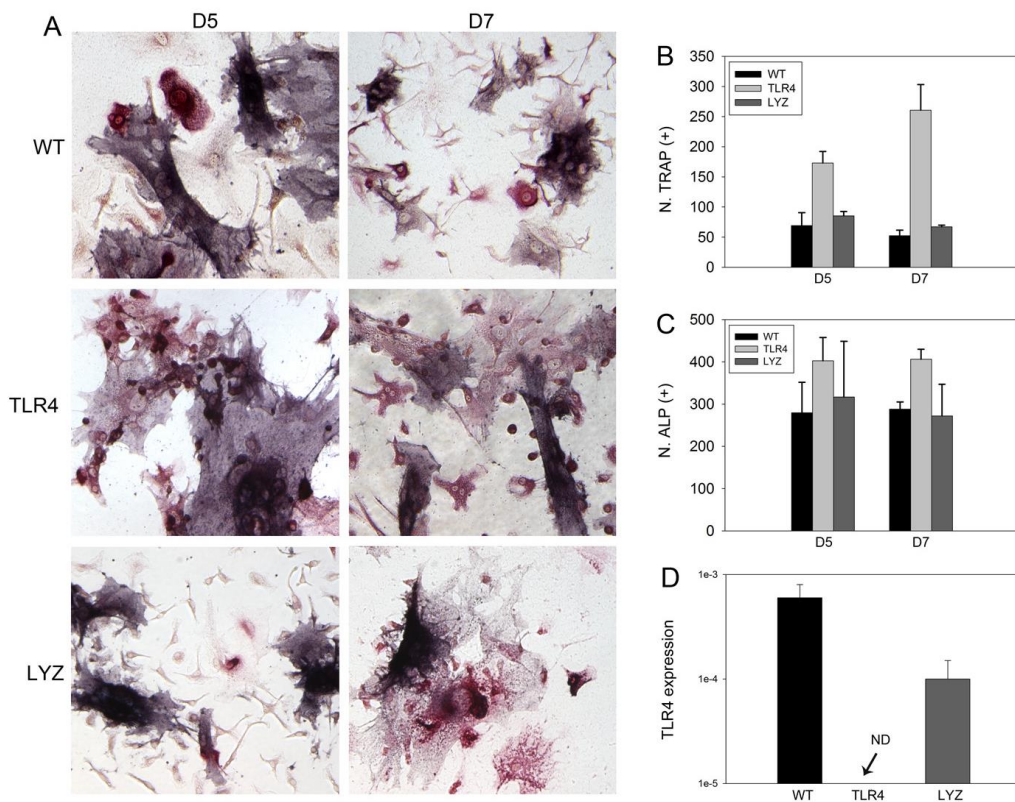 A
D5 D7
WT
TLR4
LYZ
B
N. TRAP (+)
350
300
250
200
150
100
50
0
WT
TLR4
LYZ
D5 D7
C
N. ALP (+)
500
400
300
200
100
0
WT
TLR4
LYZ
D5 D7
D
TLR4 expression
1e-3
1e-4
1e-5
ND
WT TLR4 LYZ